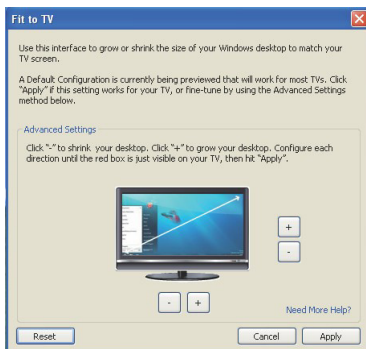 Fit to TV
Use this interface to grow or shrink the size of your Windows desktop to match your
TV screen.
A Default Configuration is currently being previewed that will work for most TVs. Click
"Apply" if this setting works for your TV, or fine-tune by using the Advanced Settings
method below.
Advanced Settings
Click "-" to shrink your desktop. Click "+" to grow your desktop. Configure each
direction until the red box is just visible on your TV, then hit "Apply".
+
-
- +
Need More Help?
Reset Cancel Apply